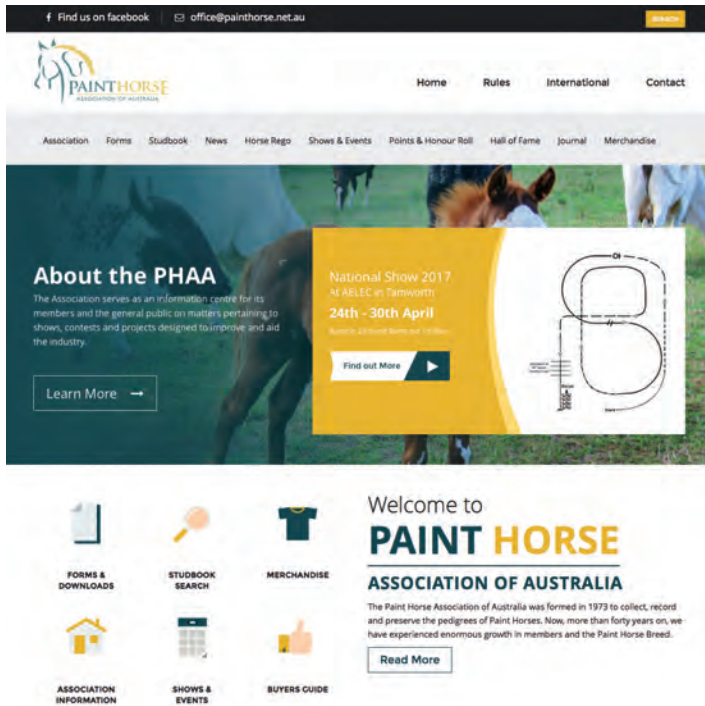 Find us on facebook
office@painthorse.net.au
SEARCH
PAINTHORSE
ASSOCIATION OF AUSTRALIA
Home Rules International Contact
Association Forms Studbook News Horse Rego Shows & Events Points & Honour Roll Hall of Fame Journal Merchandise
About the PHAA
The Association serves as an information centre for its
members and the general public on matters pertaining to
shows, contests and projects designed to improve and aid
the industry.
Learn More
National Show 2017
At AELEC in Tamworth
24th - 30th April
Find out More
FORMS &
DOWNLOADS
STUDBOOK
SEARCH
MERCHANDISE
ASSOCIATION
INFORMATION
SHOWS &
EVENTS
BUYERS GUIDE
Welcome to
PAINT HORSE
ASSOCIATION OF AUSTRALIA
The Paint Horse Association of Australia was formed in 1973 to collect, record
and preserve the pedigrees of Paint Horses. Now, more than forty years on, we
have experienced enormous growth in members and the Paint Horse Breed.
Read More